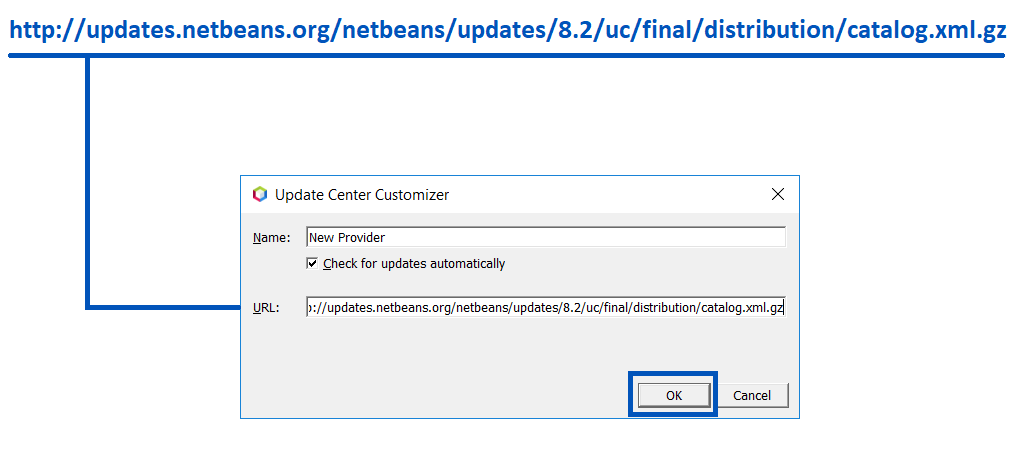 http://updates.netbeans.org/netbeans/updates/8.2/uc/final/distribution/catalog.xml.gz
Update Center Customizer
Name: New Provider
Check for updates automatically
URL: ://updates.netbeans.org/netbeans/updates/8.2/uc/final/distribution/catalog.xml.gz
OK Cancel